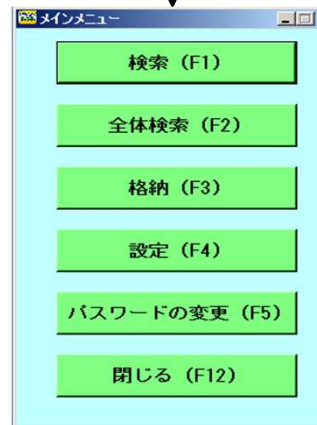 メインメニュー
検索（F1）
全体検索（F2）
格納（F3）
設定（F4）
パスワードの変更（F5）
閉じる（F12）